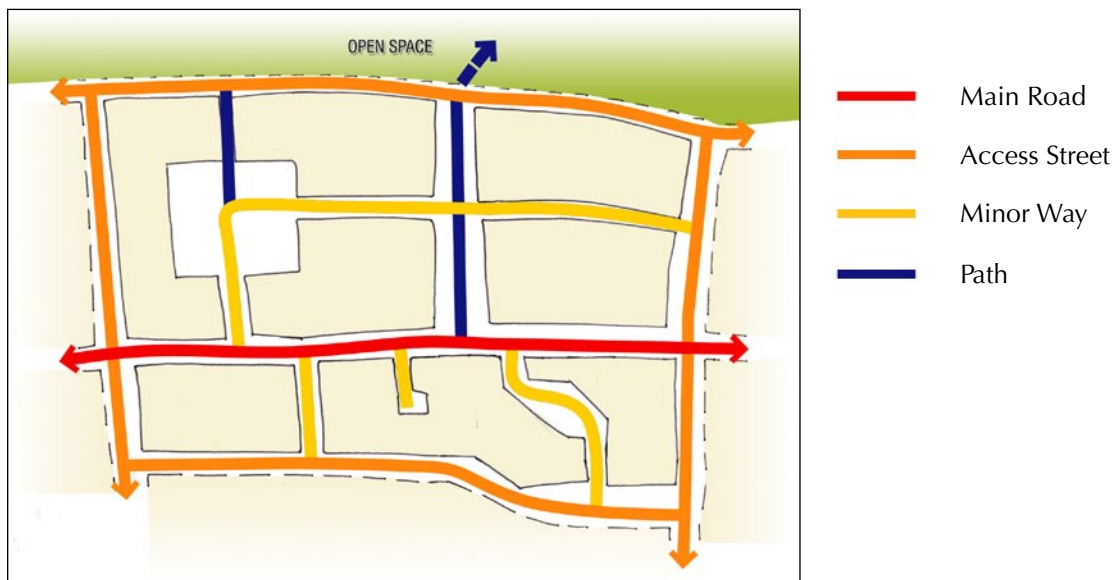 OPEN SPACE
Main Road
Access Street
Minor Way
Path